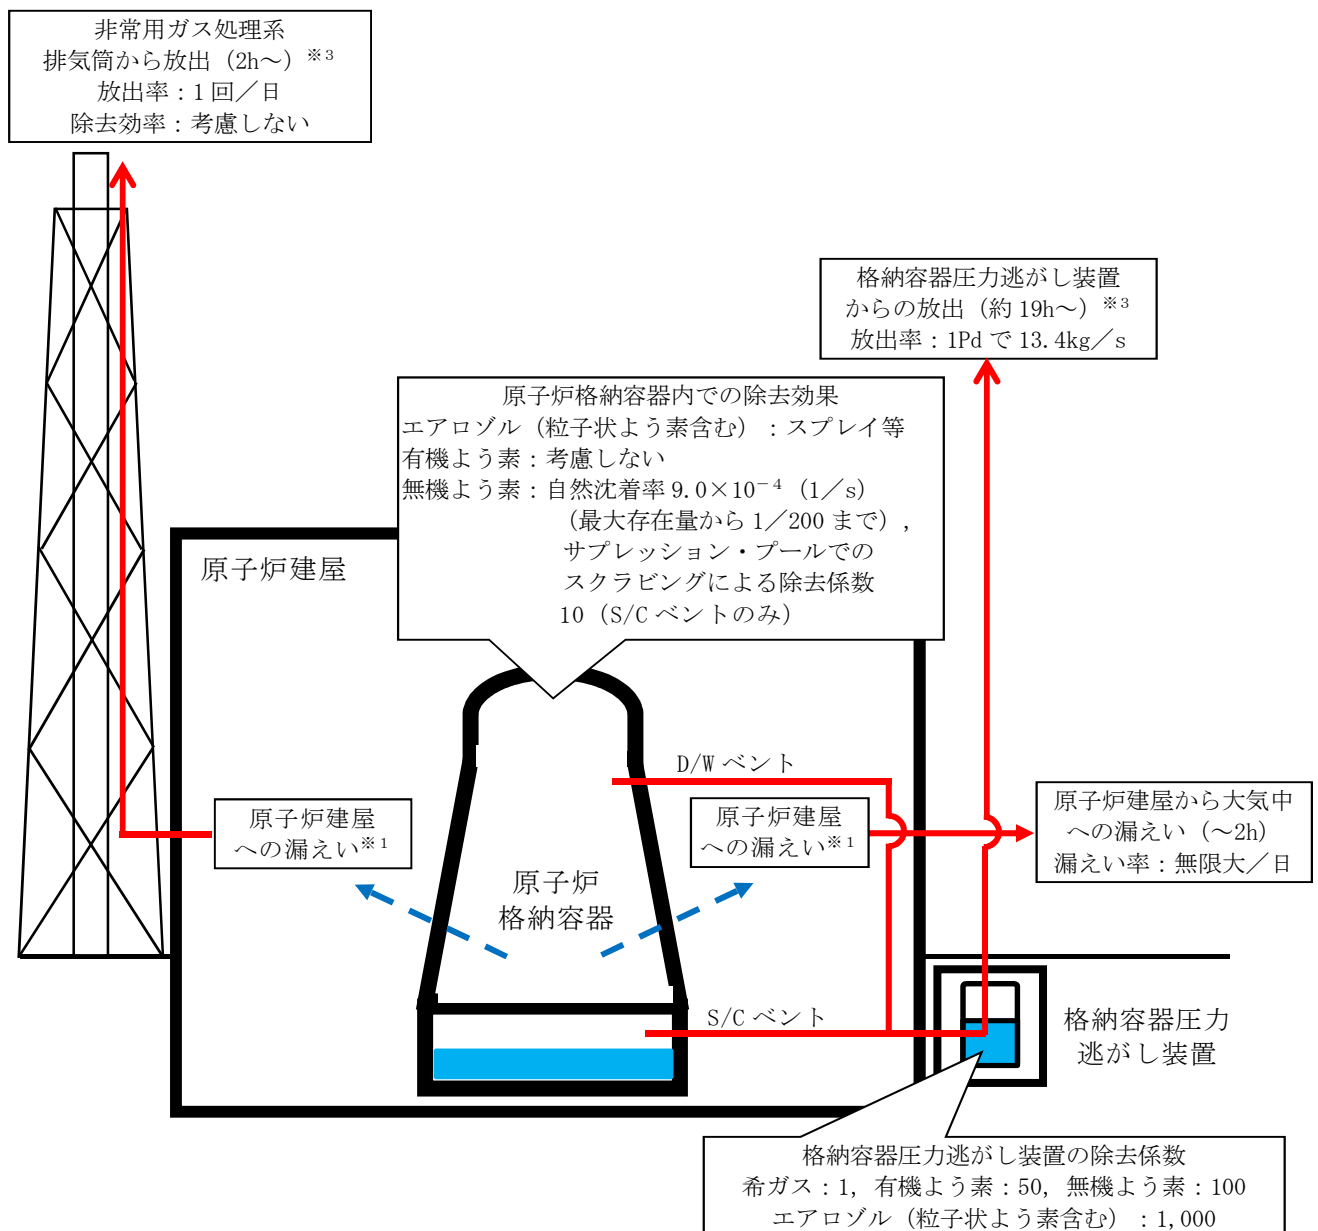 非常用ガス処理系
排気筒から放出（2h～）※3
放出率：1回／日
除去効率：考慮しない
格納容器圧力逃がし装置
からの放出（約19h～）※3
放出率：1Pdで13.4kg／s
原子炉格納容器内での除去効果
エアロゾル（粒子状よう素含む）：スプレイ等
有機よう素：考慮しない
無機よう素：自然沈着率9.0×10－4（1／s）
（最大存在量から1／200まで），
サプレッション・プールでの
スクラビングによる除去係数
10（S/Cベントのみ）
原子炉建屋
D/Wベント
原子炉建屋
への漏えい※1
原子炉建屋
への漏えい※1
原子炉建屋から大気中
への漏えい（～2h）
漏えい率：無限大／日
原子炉
格納容器
S/Cベント
格納容器圧力
逃がし装置
格納容器圧力逃がし装置の除去係数
希ガス：1，有機よう素：50，無機よう素：100
エアロゾル（粒子状よう素含む）：1,000